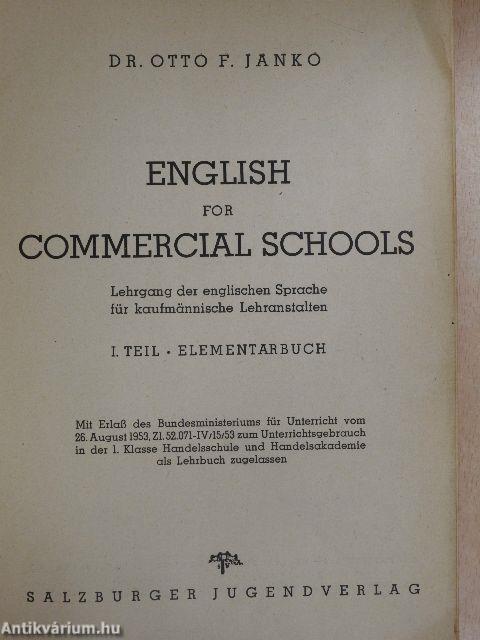 DR. OTTO F. JANKO
ENGLISH
FOR
COMMERCIAL SCHOOLS
Lehrgang der englischen Sprache
für kaufmännische Lehranstalten
I. TEIL · ELEMENTARBUCH
Mit Erlaß des Bundesministeriums für Unterricht vom
26. August 1953, Zl. 52.071-IV/15/53 zum Unterrichtsgebrauch
in der 1. Klasse Handelsschule und Handelsakademie
als Lehrbuch zugelassen
SALZBURGER JUGENDVERLAG
Antikvárium.hu